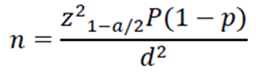 n = z²₁₋ₐ/₂P(1 − p) / d²